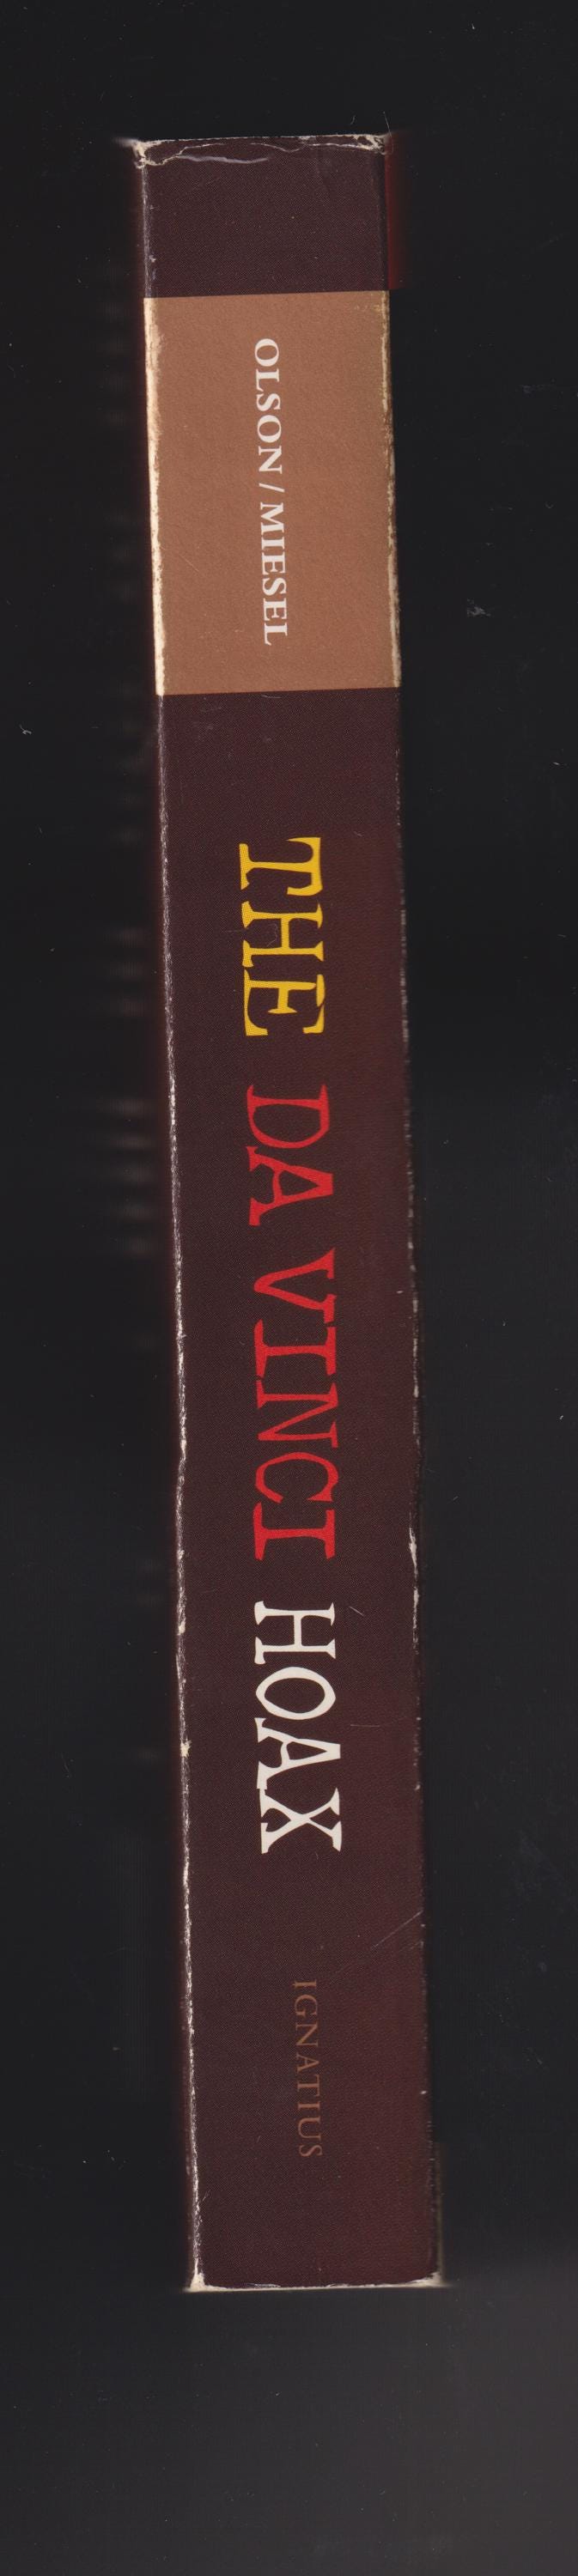 OLSON / MIESEL
THE DA VINCI HOAX
IGNATIUS